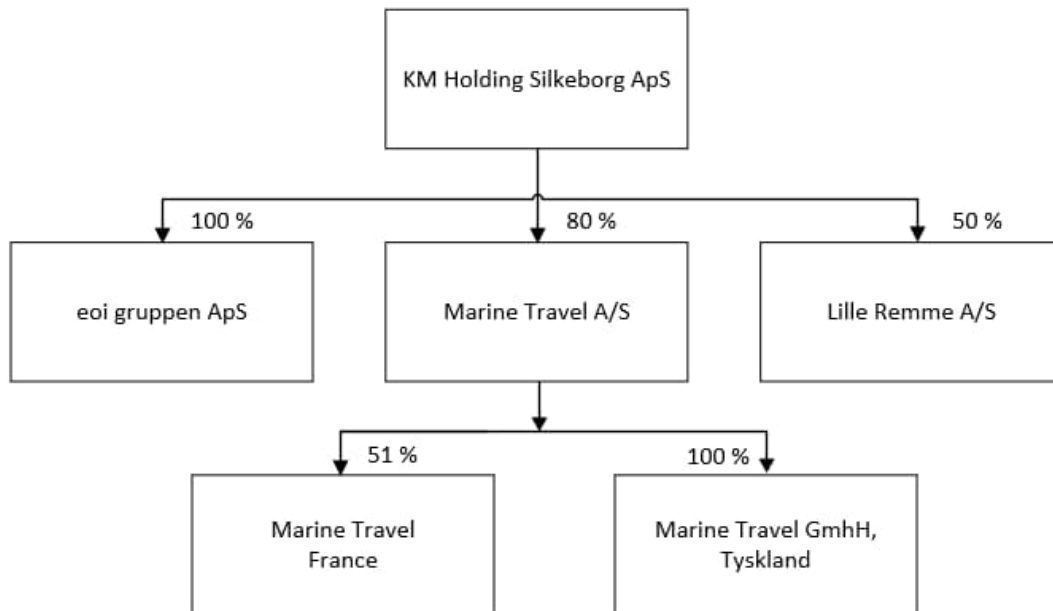 KM Holding Silkeborg ApS
100 %
80 %
50 %
eoi gruppen ApS
Marine Travel A/S
Lille Remme A/S
51 %
100 %
Marine Travel
France
Marine Travel GmhH,
Tyskland